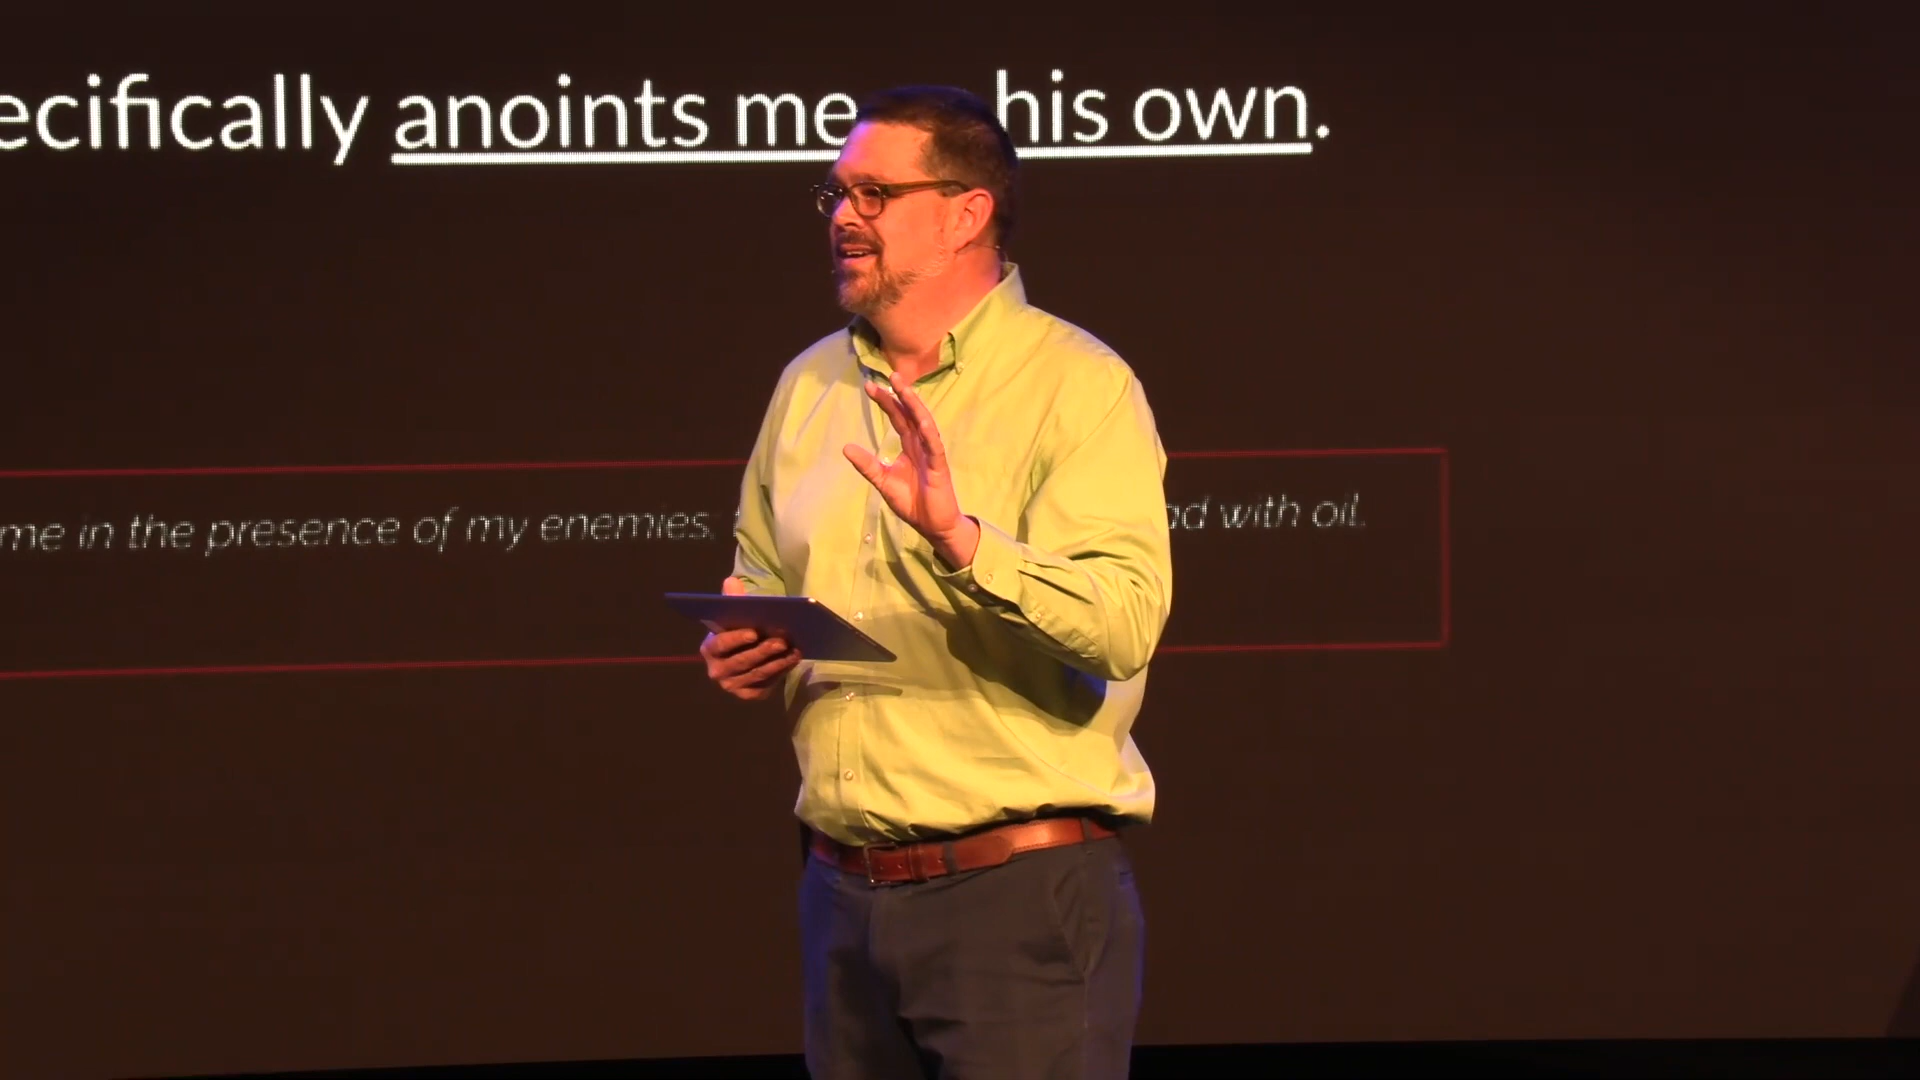 ecifically anoints me his own.
me in the presence of my enemies; ad with oil,